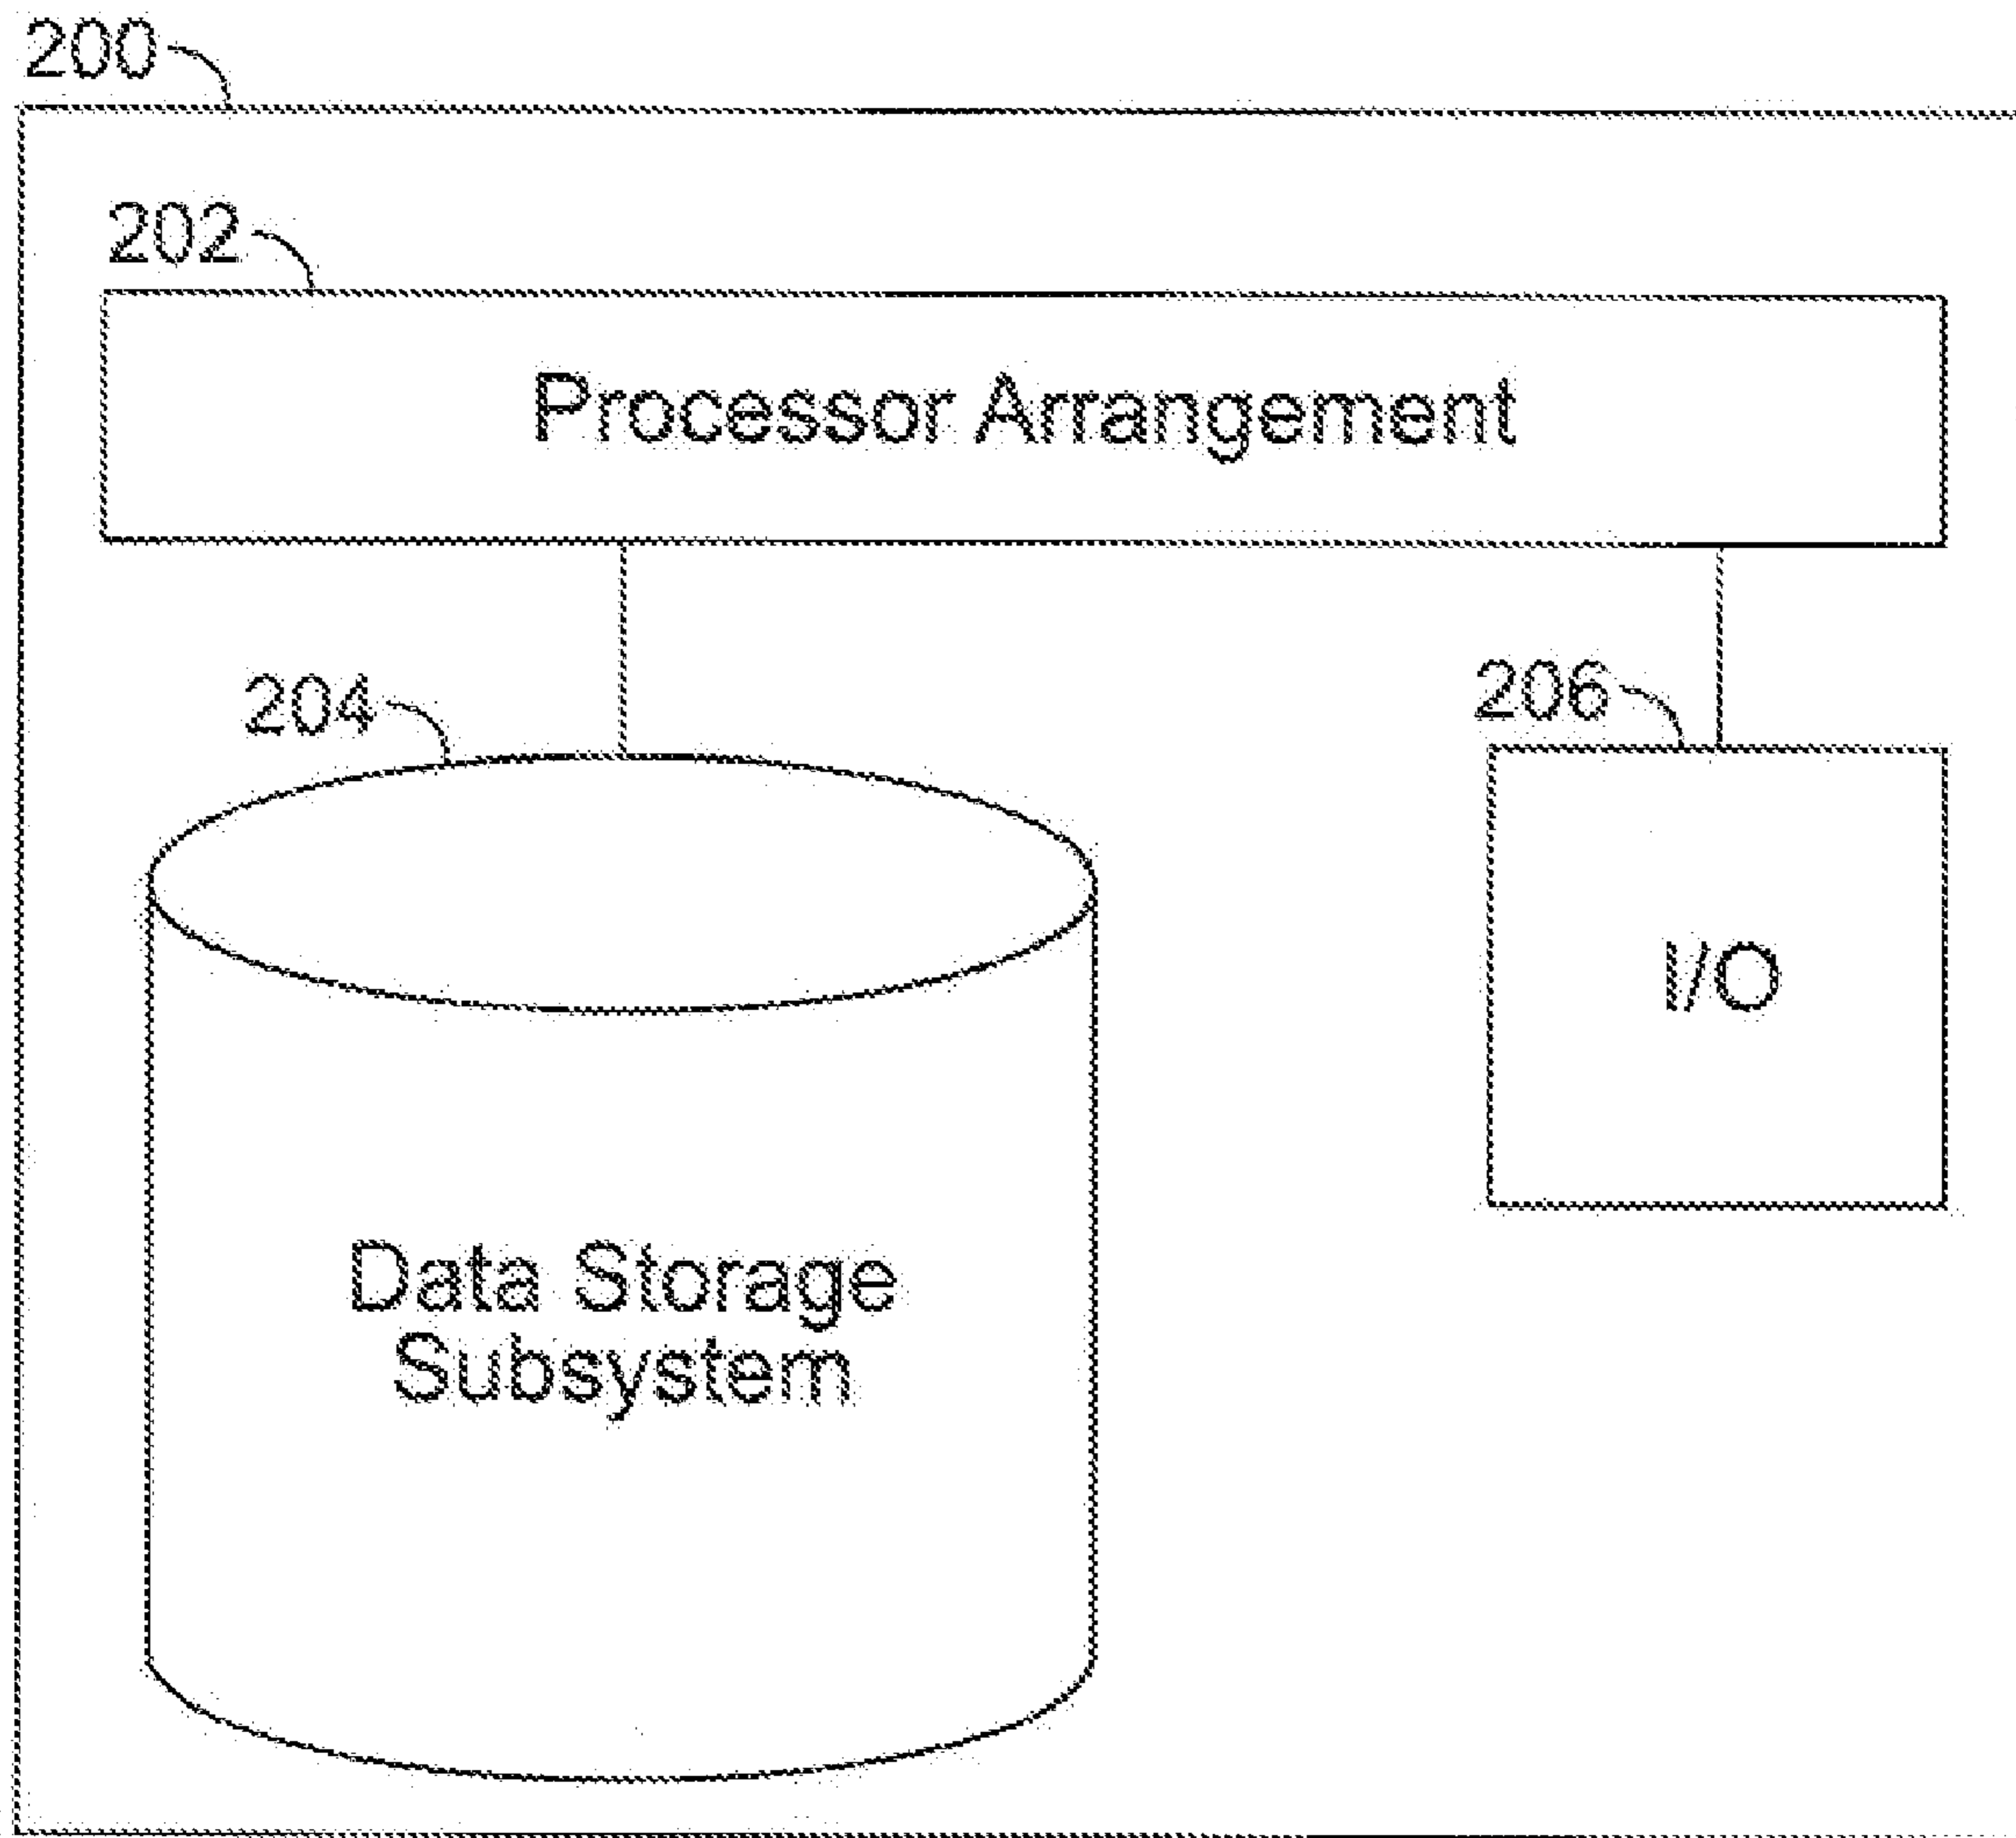 200
202
Processor Arrangement
204
206
I/O
Data Storage
Subsystem